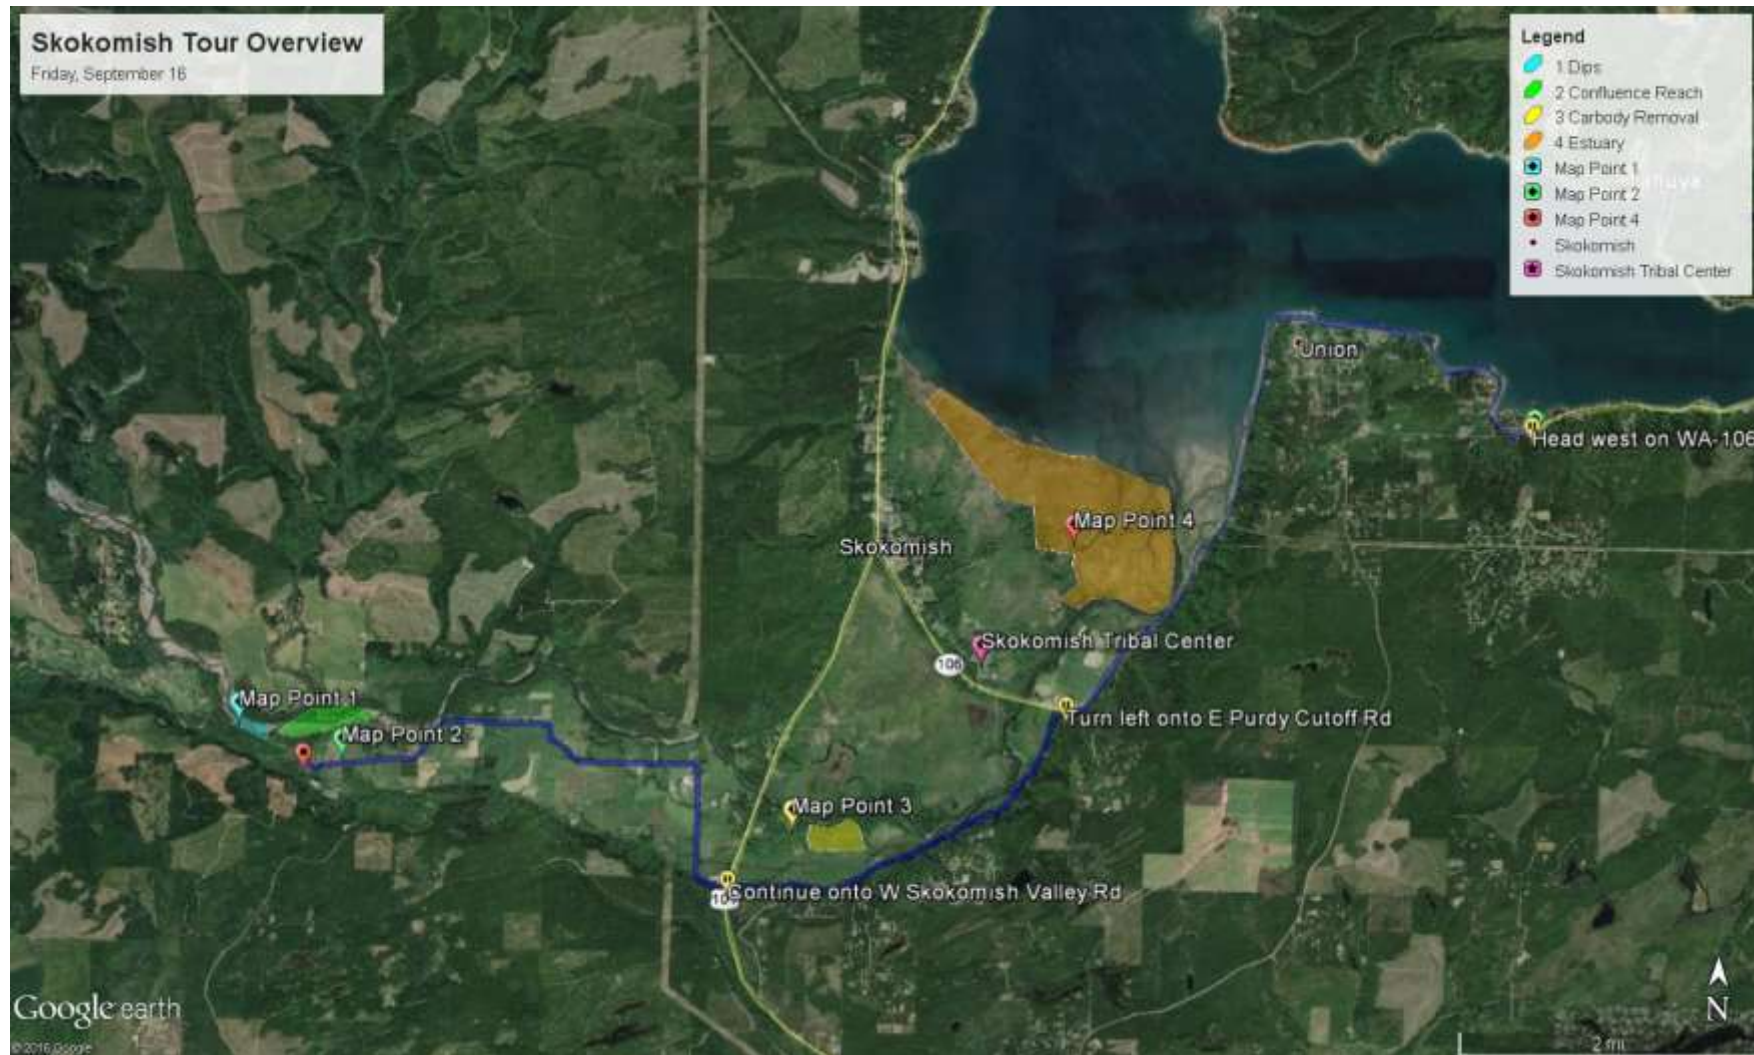 Skokomish Tour Overview
Friday, September 16
Legend
1 Dips
2 Confluence Reach
3 Carbody Removal
4 Estuary
Map Point 1
Map Point 2
Map Point 4
Skokomish
Skokomish Tribal Center
Union
Head west on WA-106
Map Point 4
Skokomish
Skokomish Tribal Center
106
Turn left onto E Purdy Cutoff Rd
Map Point 1
Map Point 2
Map Point 3
Continue onto W Skokomish Valley Rd
Google earth
© 2016 Google
N
2 mi